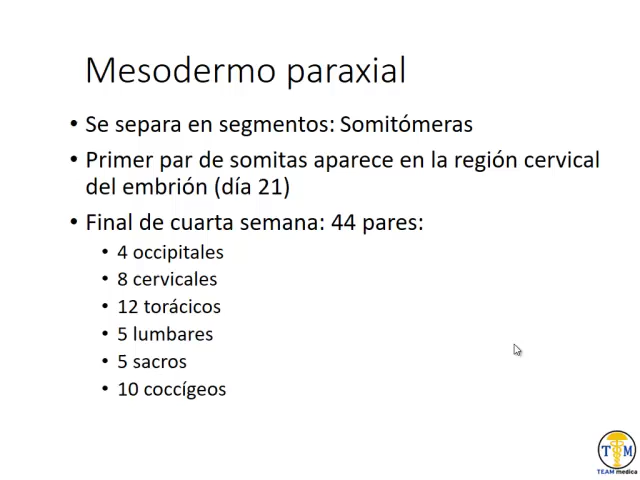 Mesodermo paraxial
• Se separa en segmentos: Somitómeras
• Primer par de somitas aparece en la región cervical
del embrión (día 21)
• Final de cuarta semana: 44 pares:
• 4 occipitales
• 8 cervicales
• 12 torácicos
• 5 lumbares
• 5 sacros
• 10 coccígeos
T M
TEAM medica